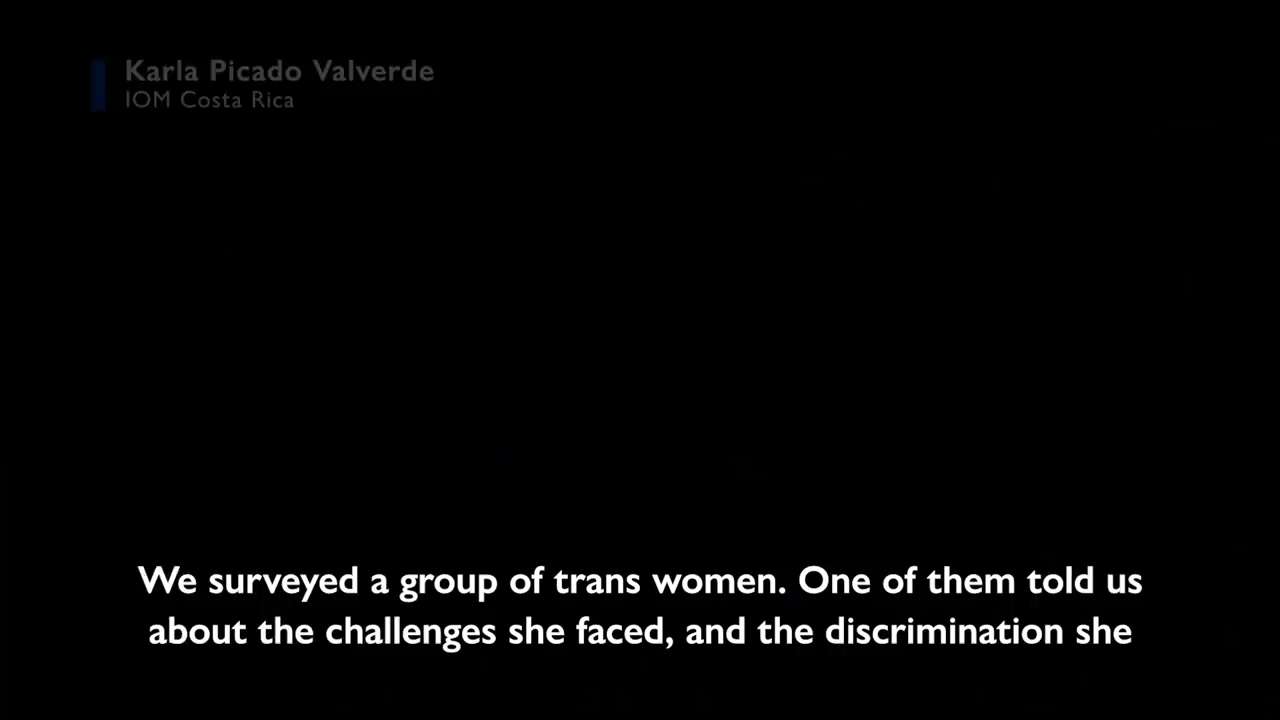 Karla Picado Valverde
IOM Costa Rica
We surveyed a group of trans women. One of them told us
about the challenges she faced, and the discrimination she